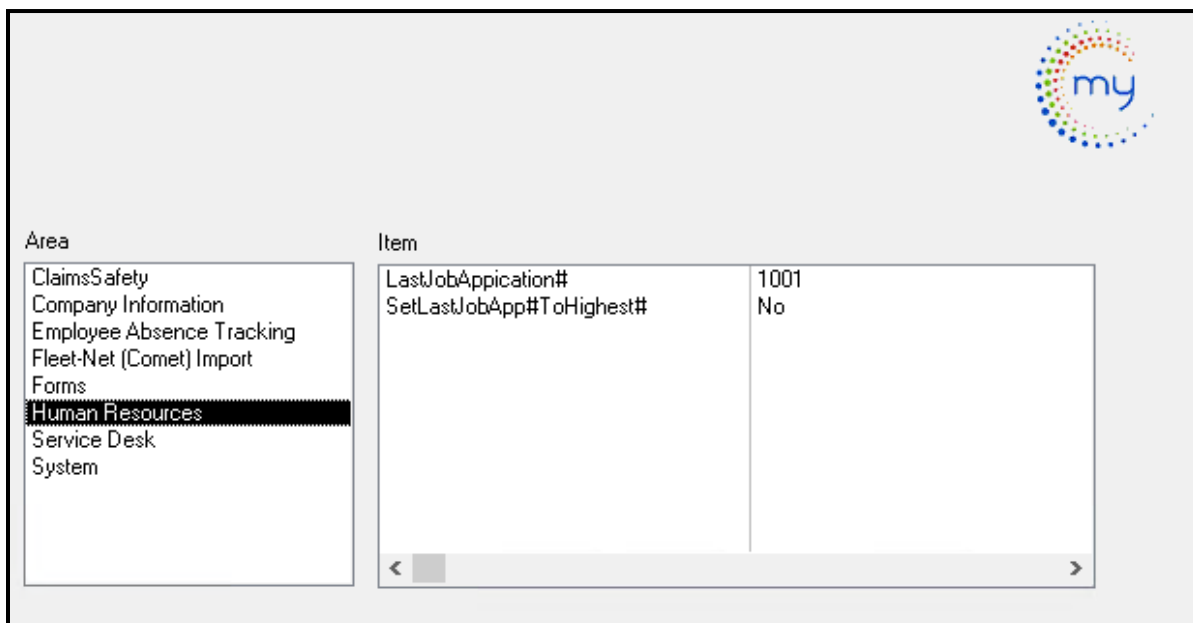 my
Area
Item
ClaimsSafety
Company Information
Employee Absence Tracking
Fleet-Net (Comet) Import
Forms
Human Resources
Service Desk
System
LastJobAppication# 1001
SetLastJobApp#ToHighest# No